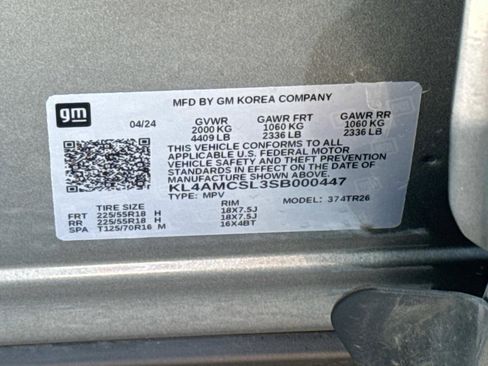 MFD BY GM KOREA COMPANY
gm
04/24 GVWR GAWR FRT GAWR RR
2000 KG 1060 KG 1060 KG
4409 LB 2336 LB 2336 LB
THIS VEHICLE CONFORMS TO ALL
APPLICABLE U.S. FEDERAL MOTOR
VEHICLE SAFETY AND THEFT PREVENTION
STANDARDS IN EFFECT ON THE DATE OF
MANUFACTURE SHOWN ABOVE.
KL4AMCSL3SB000447
TYPE: MPV MODEL: 374TR26
TIRE SIZE RIM
FRT 225/55R18 H 18X7.5J
RR 225/55R18 H 18X7.5J
SPA T125/70R16 M 16X4BT